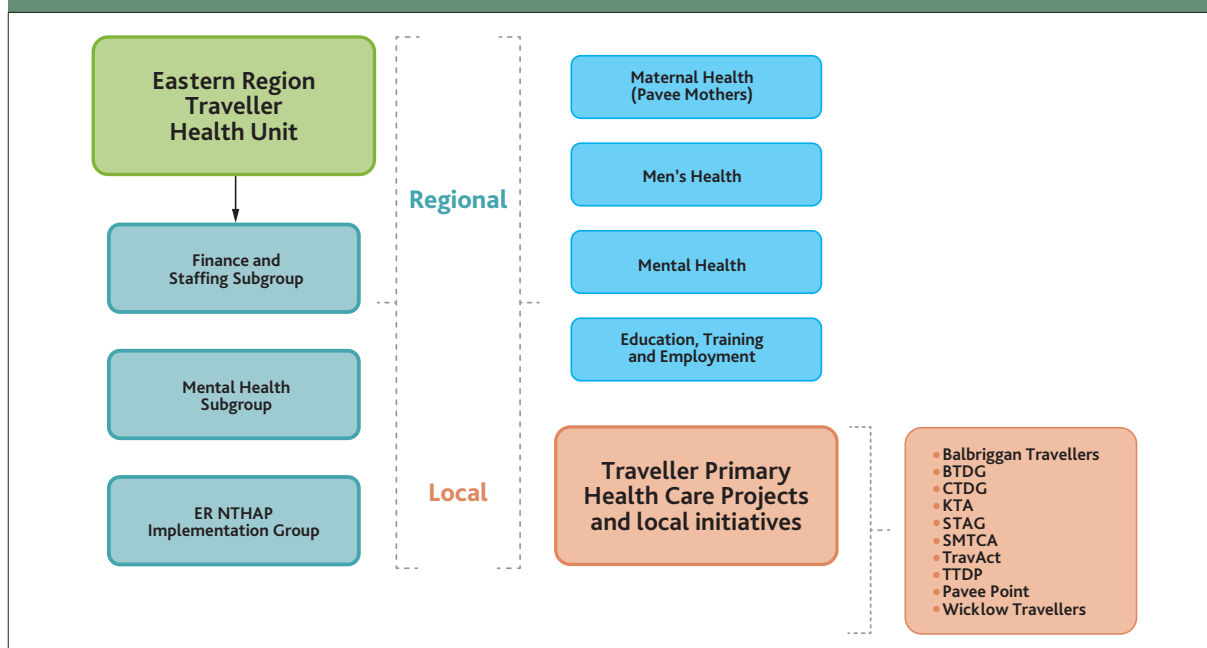 Eastern Region
Traveller
Health Unit
Finance and
Staffing Subgroup
Mental Health
Subgroup
ER NTHAP
Implementation Group
Regional
Local
Maternal Health
(Pavee Mothers)
Men's Health
Mental Health
Education, Training
and Employment
Traveller Primary
Health Care Projects
and local initiatives
• Balbriggan Travellers
• BTDG
• CTDG
• KTA
• STAG
• SMTCA
• TravAct
• TTDP
• Pavee Point
• Wicklow Travellers